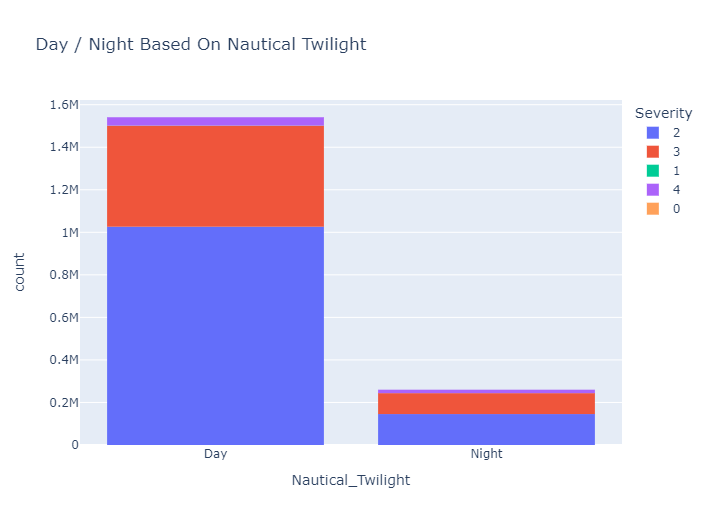 Day / Night Based On Nautical Twilight
1.6M
1.4M
1.2M
1M
0.8M
0.6M
0.4M
0.2M
0
count
Day
Night
Nautical_Twilight
Severity
2
3
1
4
0